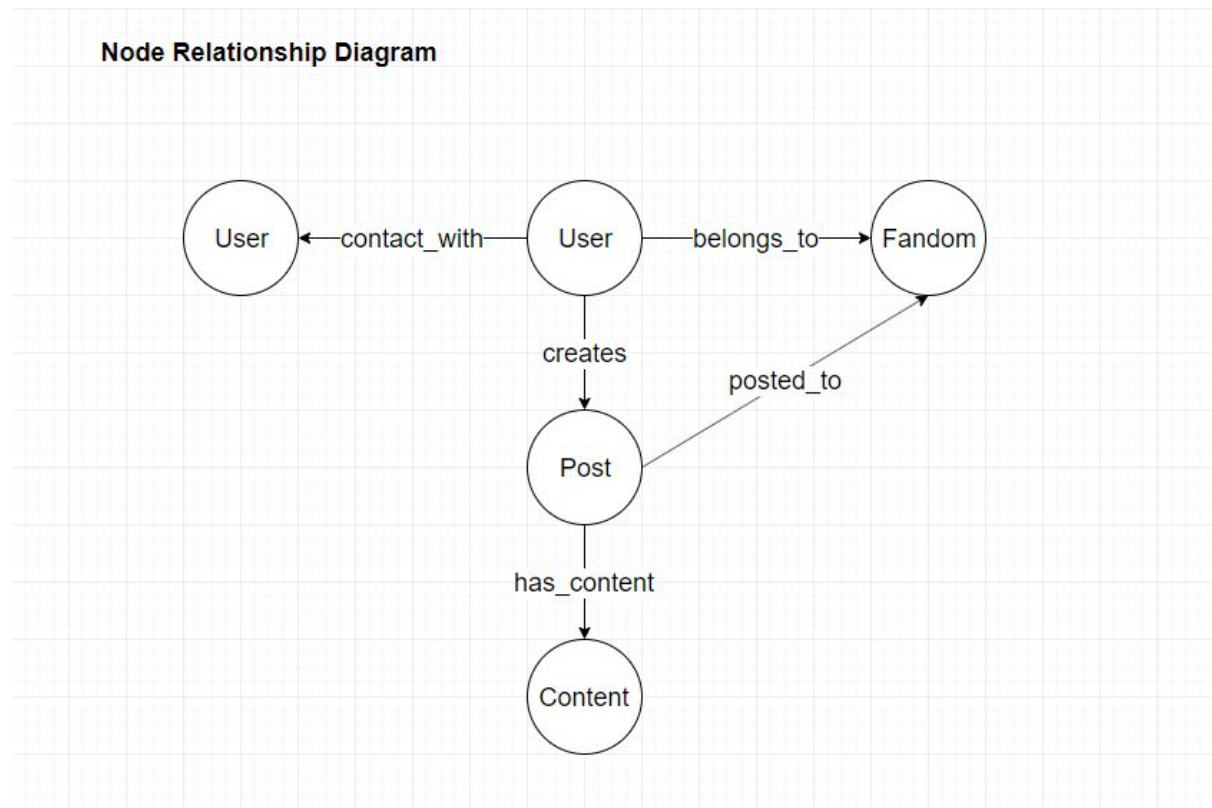 Node Relationship Diagram
User
contact_with
User
belongs_to
Fandom
creates
posted_to
Post
has_content
Content